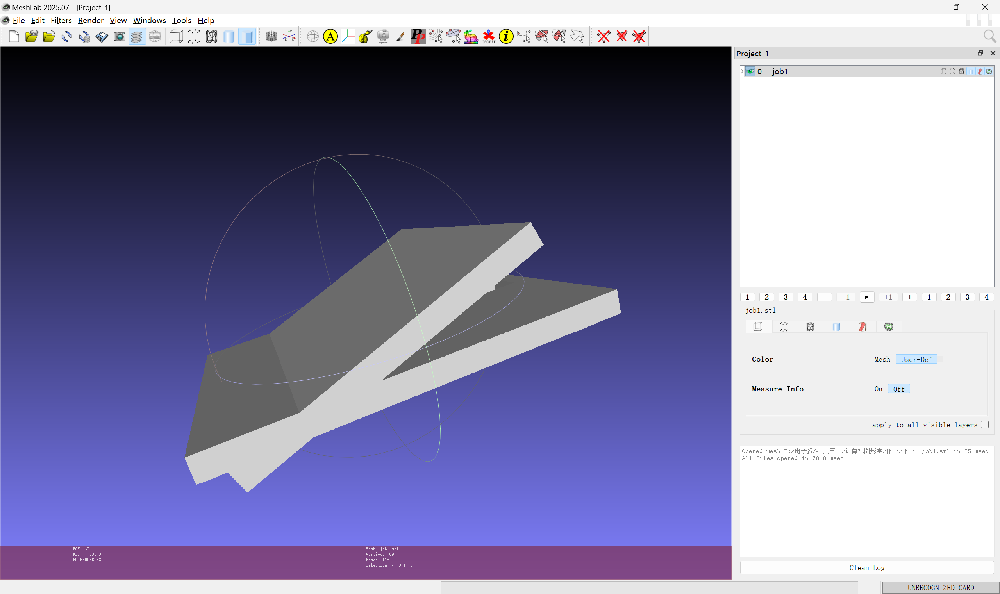 MeshLab 2025.07 - [Project_1]
File Edit Filters Render View Windows Tools Help
A
Raster Alignment
PP
GEOREF
i
Project_1
0 job1
1 2 3 4 - -1 +1 + 1 2 3 4
job1.stl
Color Mesh User-Def
Measure Info On Off
apply to all visible layers
Opened mesh E:/电子资料/大三上/计算机图形学/作业/作业1/job1.stl in 85 msec
All files opened in 7010 msec
FOV: 60
FPS: 333.3
BO_RENDERING
Mesh: job1.stl
Vertices: 59
Faces: 118
Selection: v: 0 f: 0
Clean Log
UNRECOGNIZED CARD